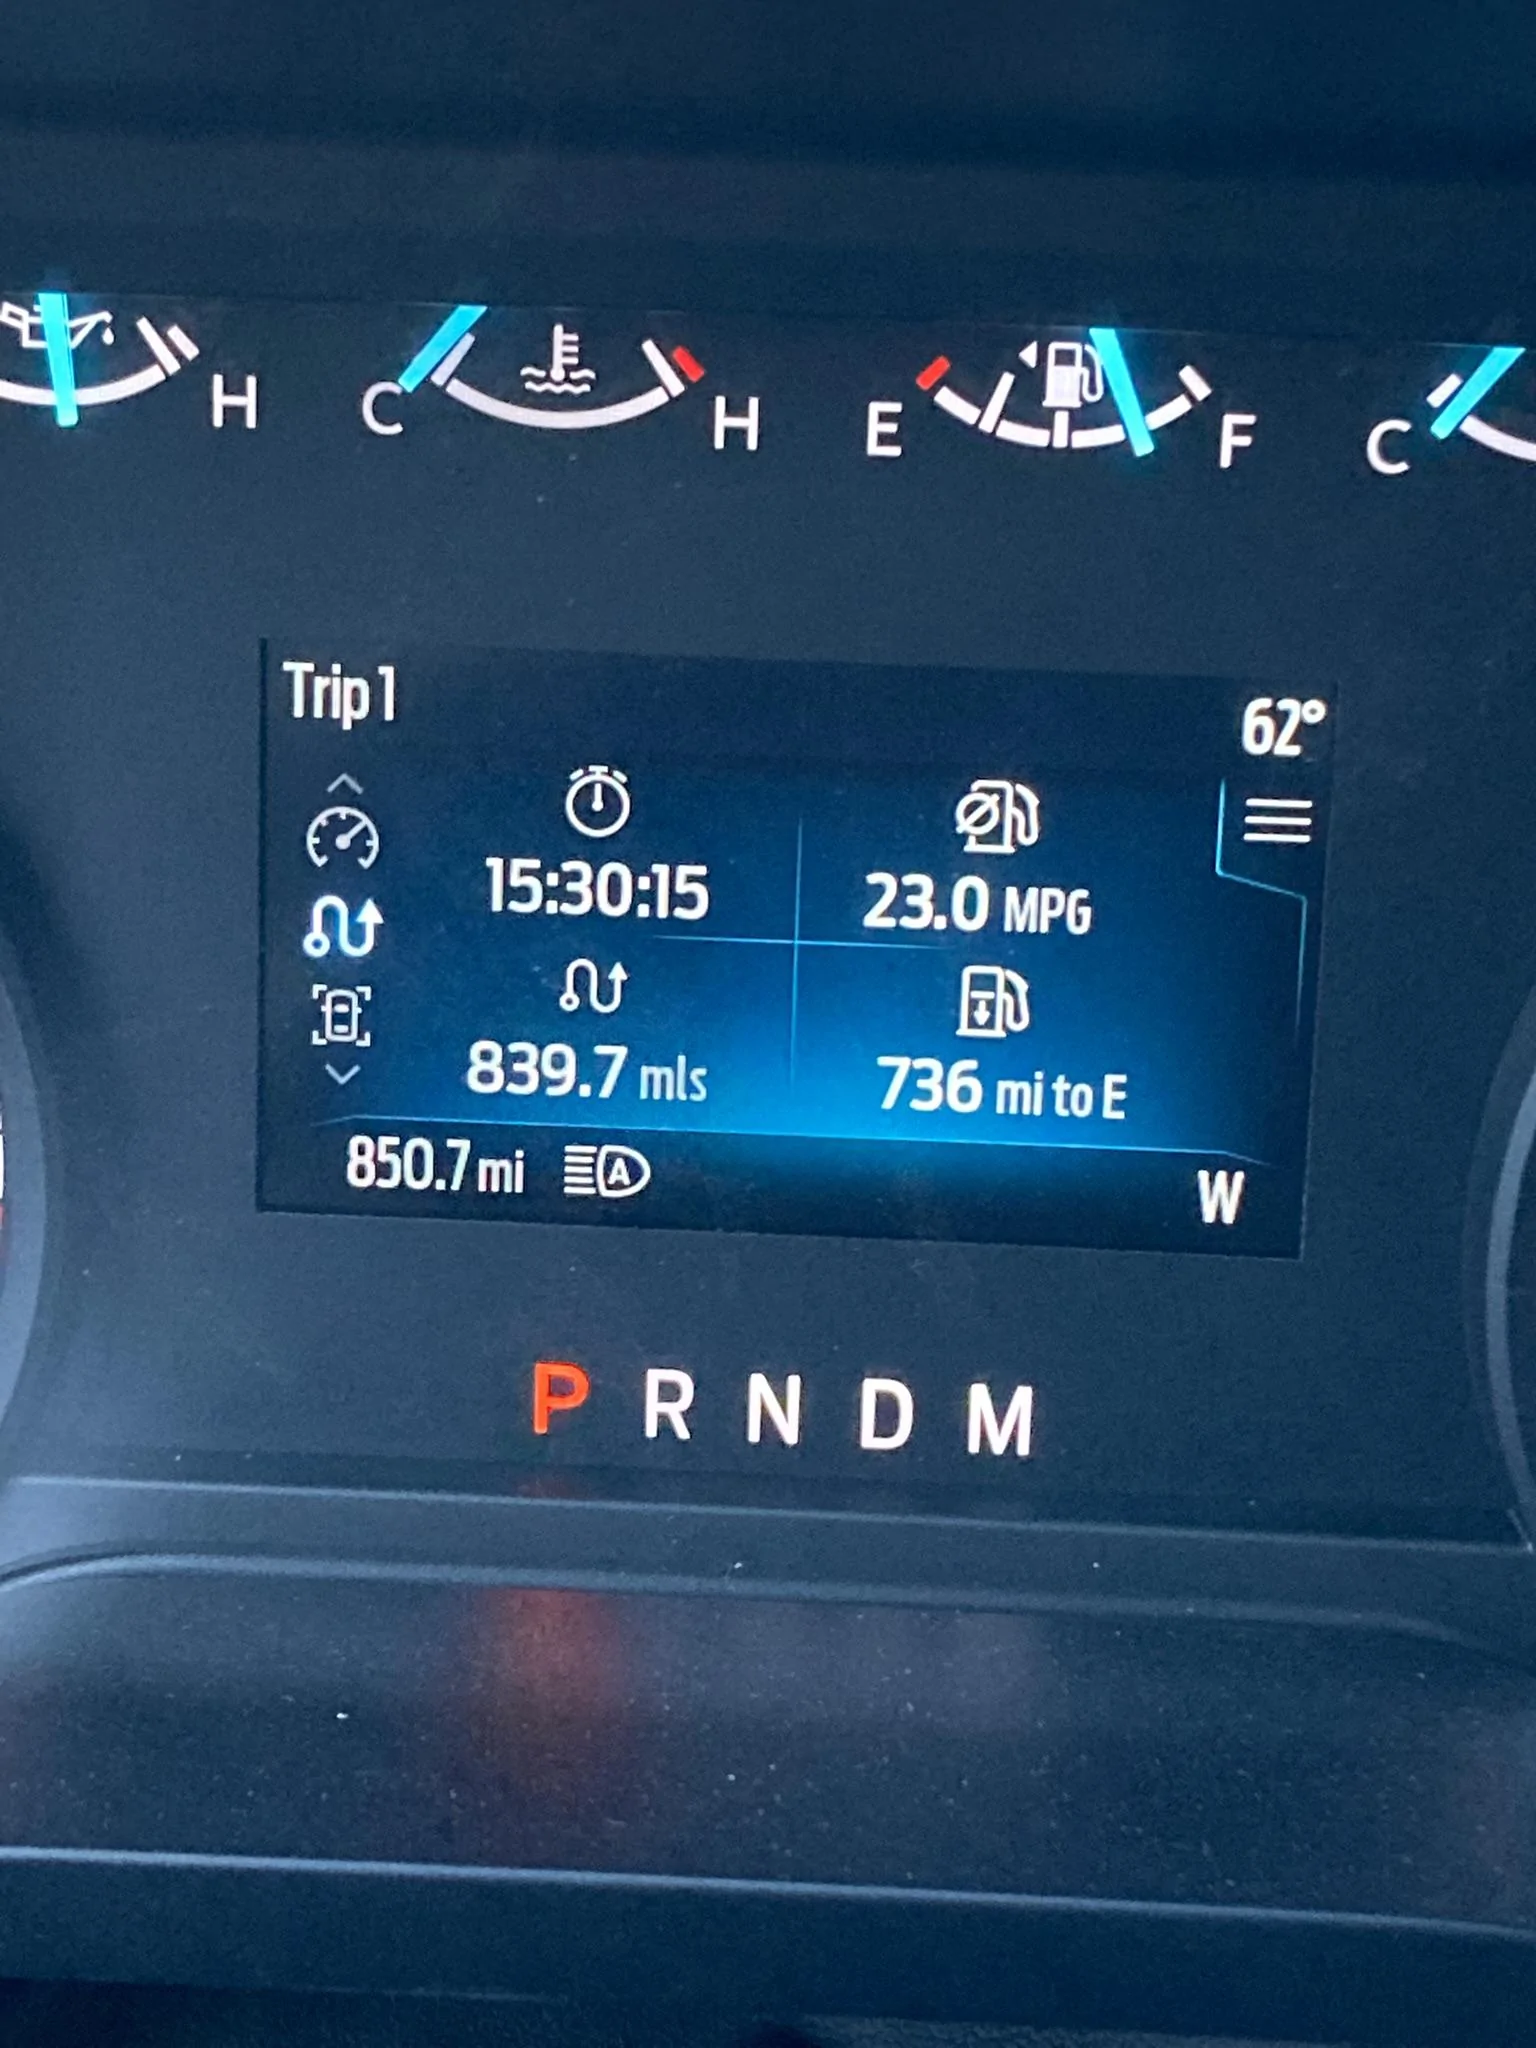 H C H E F C
Trip 1
62°
15:30:15 23.0 MPG
839.7 mls 736 mi to E
850.7 mi A W
P R N D M